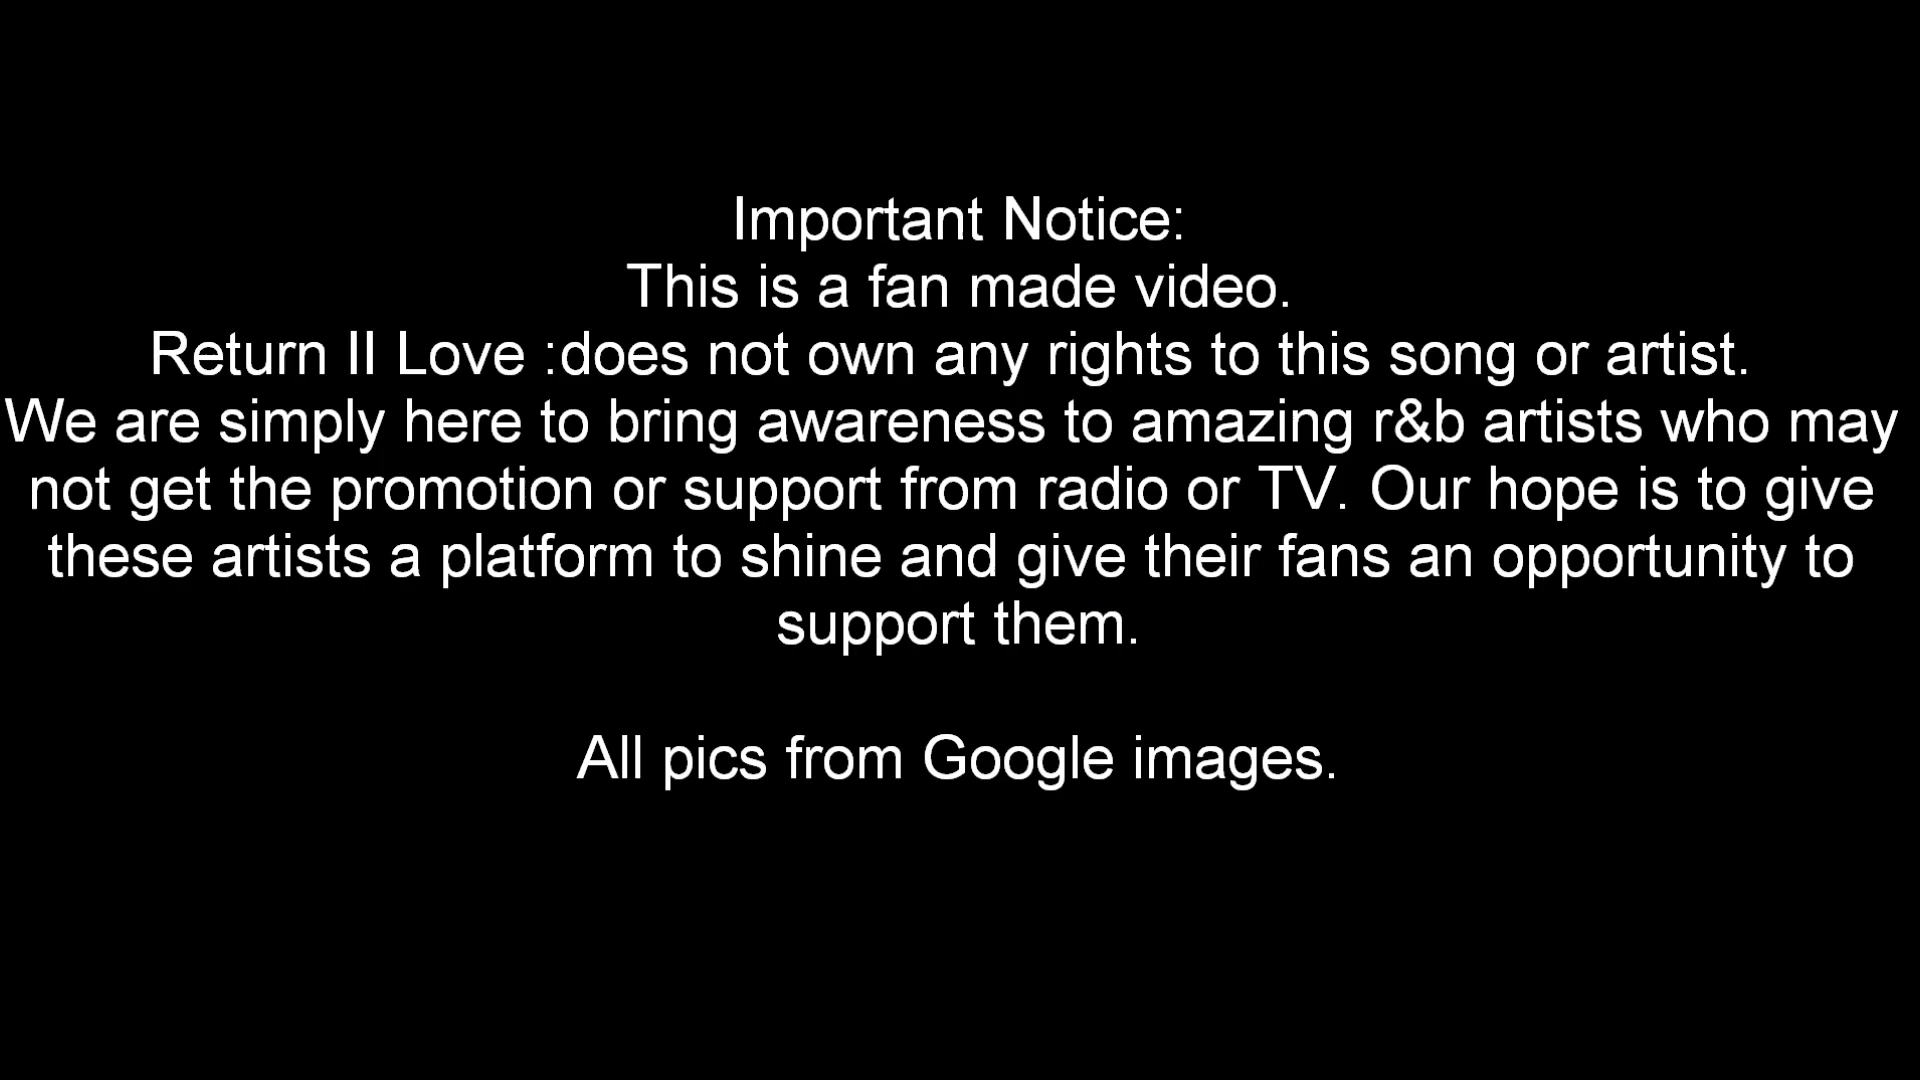 Important Notice:
This is a fan made video.
Return II Love :does not own any rights to this song or artist.
We are simply here to bring awareness to amazing r&b artists who may
not get the promotion or support from radio or TV. Our hope is to give
these artists a platform to shine and give their fans an opportunity to
support them.
All pics from Google images.